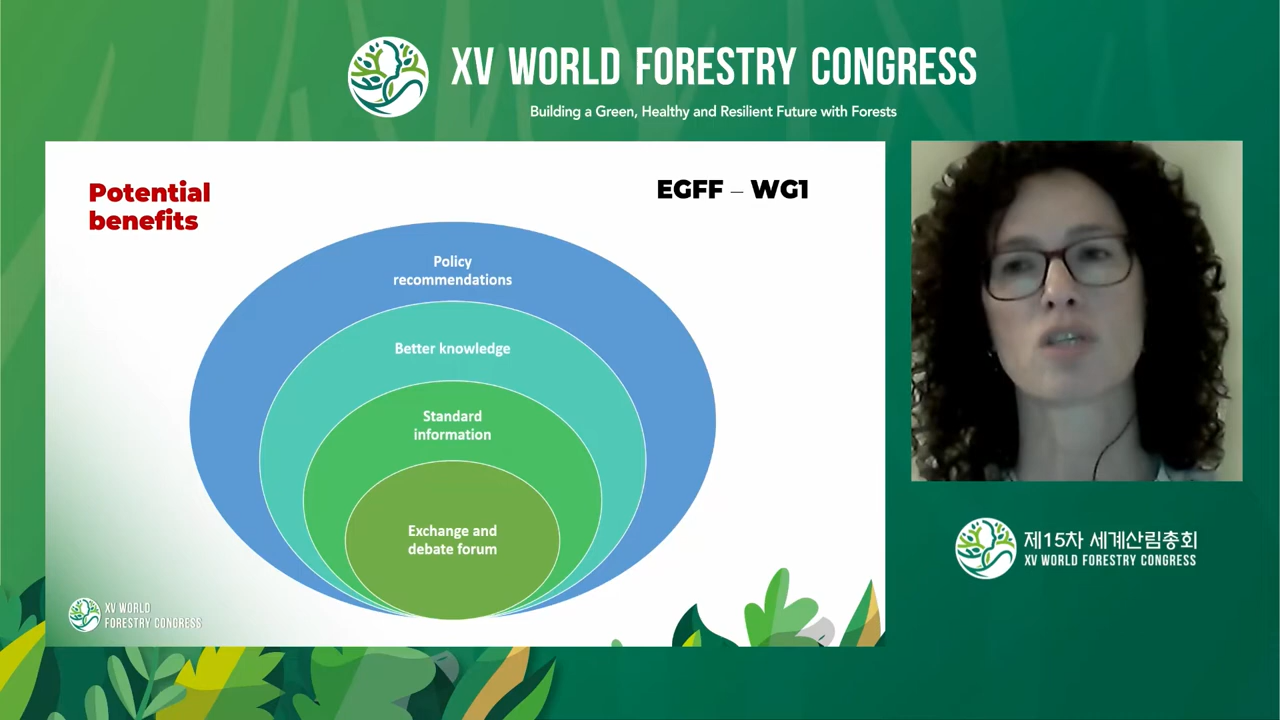 XV WORLD FORESTRY CONGRESS
Building a Green, Healthy and Resilient Future with Forests
Potential
benefits
EGFF – WG1
Policy
recommendations
Better knowledge
Standard
information
Exchange and
debate forum
XV WORLD
FORESTRY CONGRESS
제15차 세계산림총회
XV WORLD FORESTRY CONGRESS